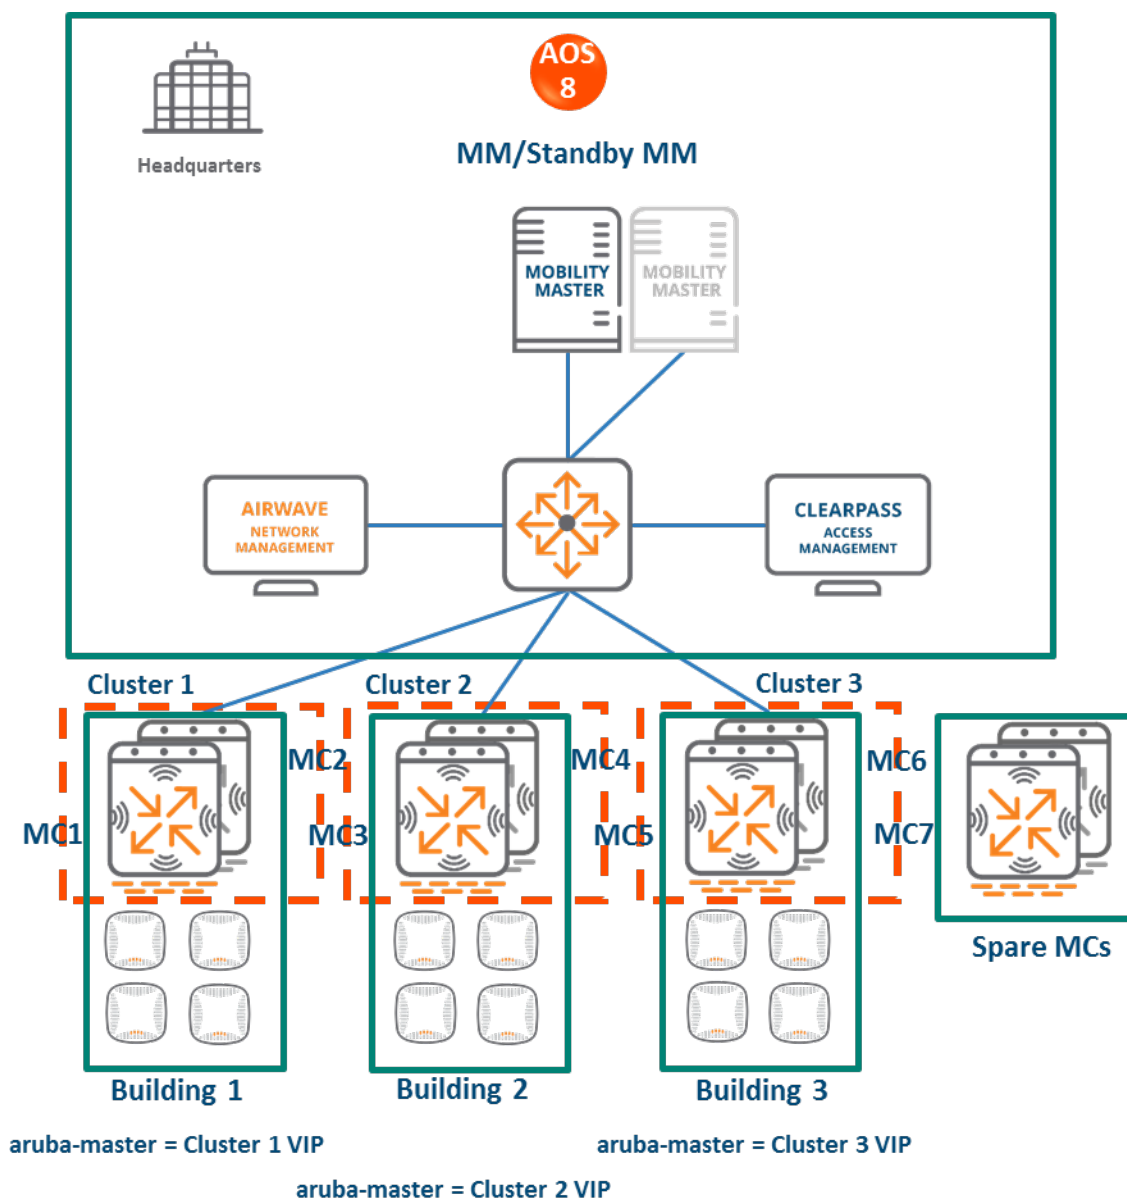 AOS
8
Headquarters
MM/Standby MM
MOBILITY
MASTER
MOBILITY
MASTER
AIRWAVE
NETWORK
MANAGEMENT
CLEARPASS
ACCESS
MANAGEMENT
Cluster 1
Cluster 2
Cluster 3
MC2
MC4
MC6
MC1
MC3
MC5
MC7
Spare MCs
Building 1
Building 2
Building 3
aruba-master = Cluster 1 VIP
aruba-master = Cluster 3 VIP
aruba-master = Cluster 2 VIP